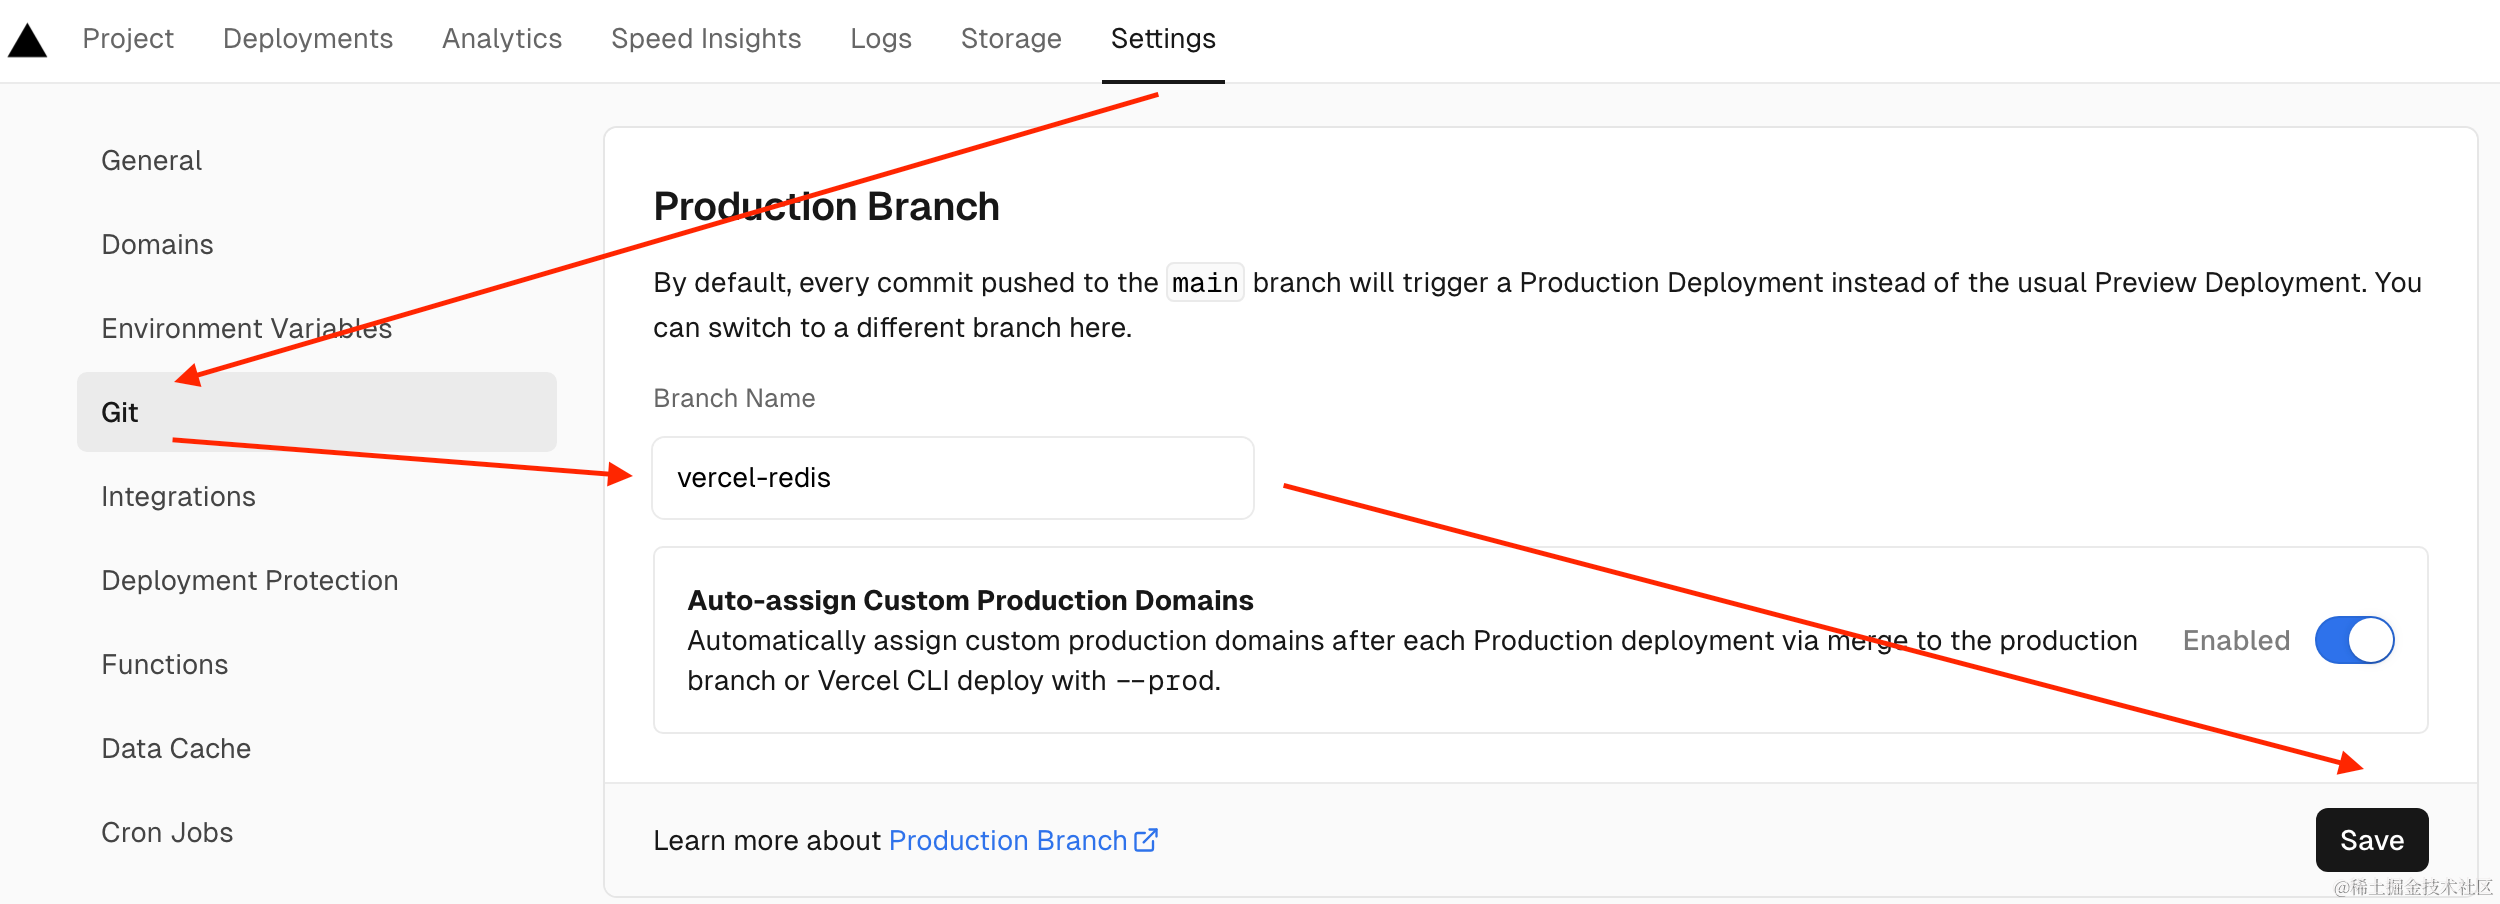 Project Deployments Analytics Speed Insights Logs Storage Settings
General
Domains
Environment Variables
Git
Integrations
Deployment Protection
Functions
Data Cache
Cron Jobs
Production Branch
By default, every commit pushed to the main branch will trigger a Production Deployment instead of the usual Preview Deployment. You
can switch to a different branch here.
Branch Name
vercel-redis
Auto-assign Custom Production Domains
Automatically assign custom production domains after each Production deployment via merge to the production
branch or Vercel CLI deploy with --prod.
Enabled
Learn more about Production Branch
Save
@稀土掘金技术社区